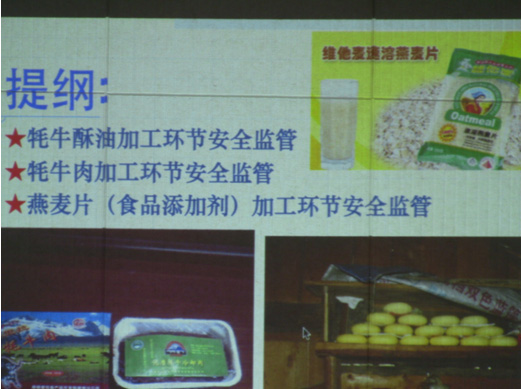 维他麦速溶燕麦片
提纲:
Oatmeal
★牦牛酥油加工环节安全监管
★牦牛肉加工环节安全监管
★燕麦片（食品添加剂）加工环节安全监管